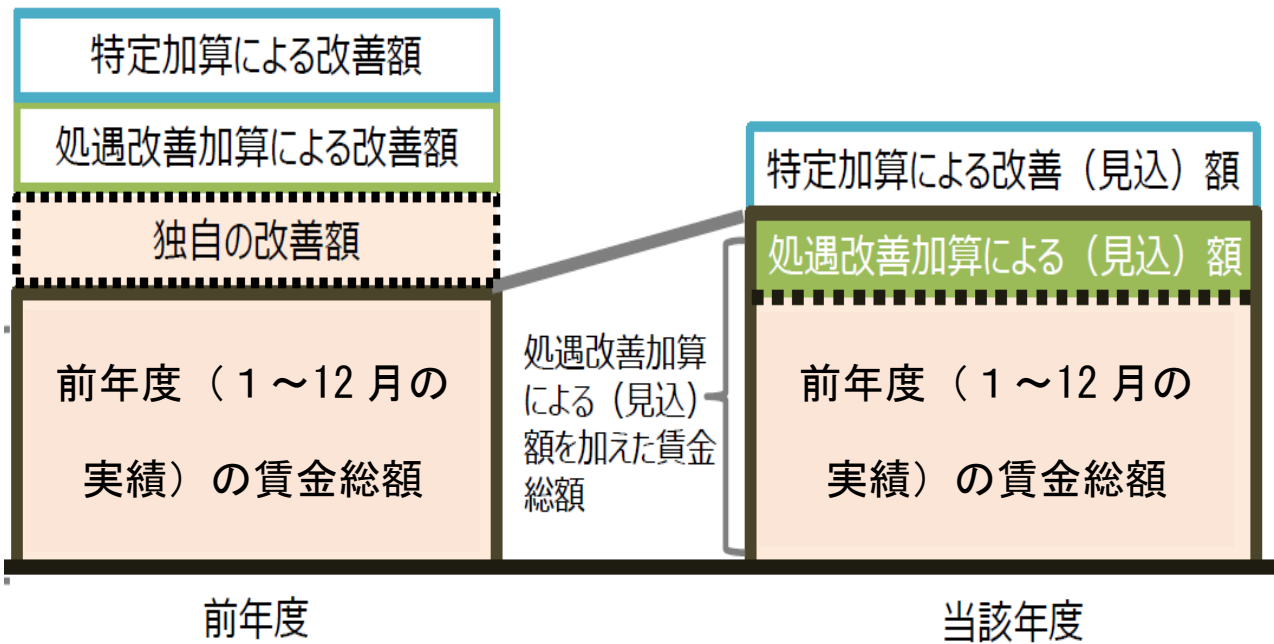 特定加算による改善額
処遇改善加算による改善額
独自の改善額
前年度（１～12月の
実績）の賃金総額
前年度
処遇改善加算
による（見込）
額を加えた賃金
総額
特定加算による改善（見込）額
処遇改善加算による（見込）額
前年度（１～12月の
実績）の賃金総額
当該年度